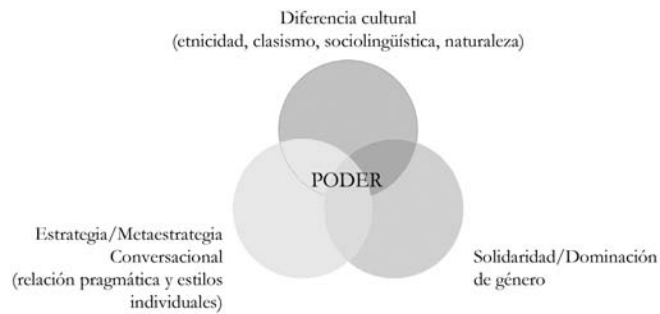 Diferencia cultural
(etnicidad, clasismo, sociolingüística, naturaleza)
PODER
Estrategia/Metaestrategia
Conversacional
(relación pragmática y estilos
individuales)
Solidaridad/Dominación
de género